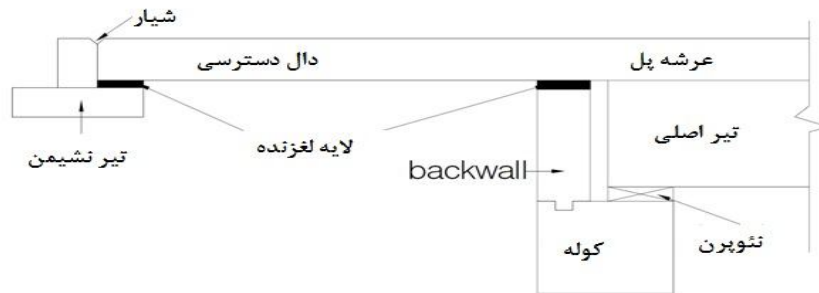 شیار
عرشه پل
دال دسترسی
تیر اصلی
لایه لغزنده
تیر نشیمن
backwall
نئوپرن
کوله